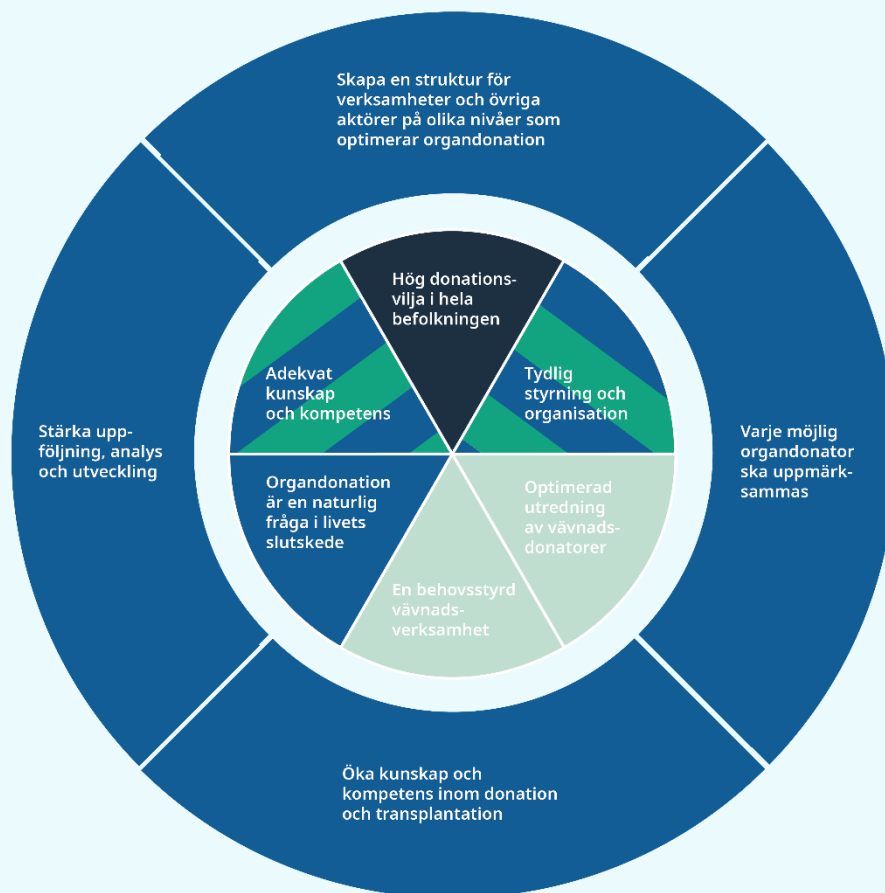 Skapa en struktur för
verksamheter och övriga
aktörer på olika nivåer som
optimerar organdonation
Hög donations-
vilja i hela
befolkningen
Adekvat
kunskap
och kompetens
Tydlig
styrning och
organisation
Stärka upp-
följning, analys
och utveckling
Varje möjlig
organdonator
ska uppmärk-
sammas
Organdonation
är en naturlig
fråga i livets
slutskede
Optimerad
utredning
av vävnads-
donatorer
En behovsstyrd
vävnads-
verksamhet
Öka kunskap och
kompetens inom donation
och transplantation